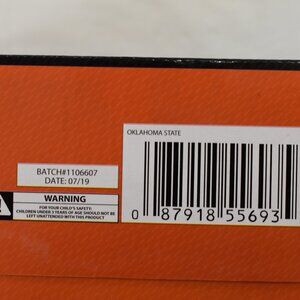 OKLAHOMA STATE
BATCH#1106607
DATE: 07/19
WARNING
FOR YOUR CHILD'S SAFETY:
CHILDREN UNDER 3 YEARS OF AGE SHOULD NOT BE
LEFT UNATTENDED WITH THIS PRODUCT
0 87918 55693